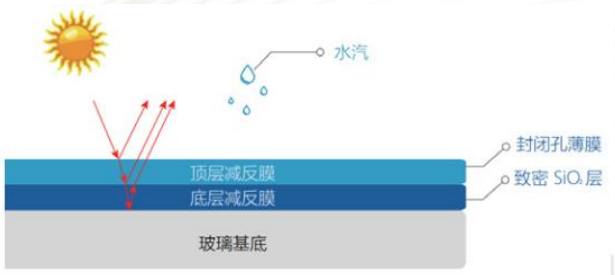 水汽
封闭孔薄膜
顶层减反膜
致密 SiO₂ 层
底层减反膜
玻璃基底